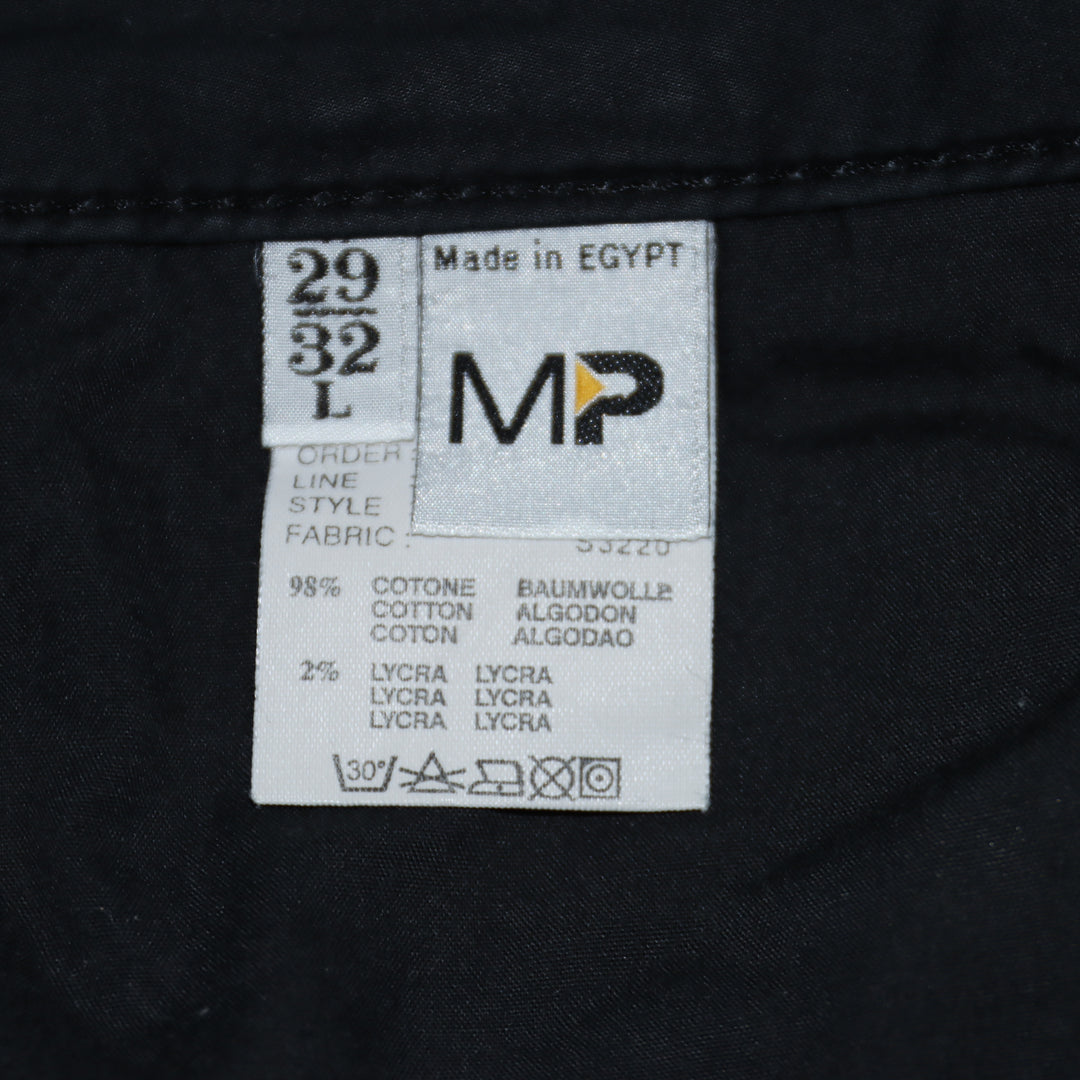 29
32
L
Made in EGYPT
MP
ORDER :
LINE :
STYLE
FABRIC : S3220
98% COTONE BAUMWOLLE
COTTON ALGODON
COTON ALGODAO
2% LYCRA LYCRA
LYCRA LYCRA
LYCRA LYCRA
30°